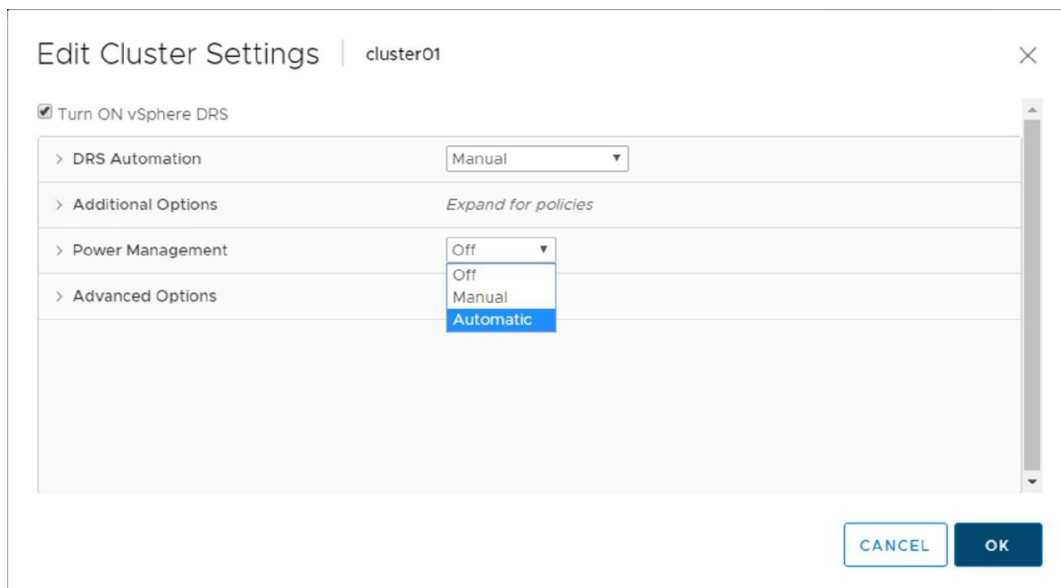 Edit Cluster Settings cluster01
Turn ON vSphere DRS
DRS Automation Manual
Additional Options Expand for policies
Power Management Off
Off
Manual
Advanced Options
Automatic
CANCEL OK